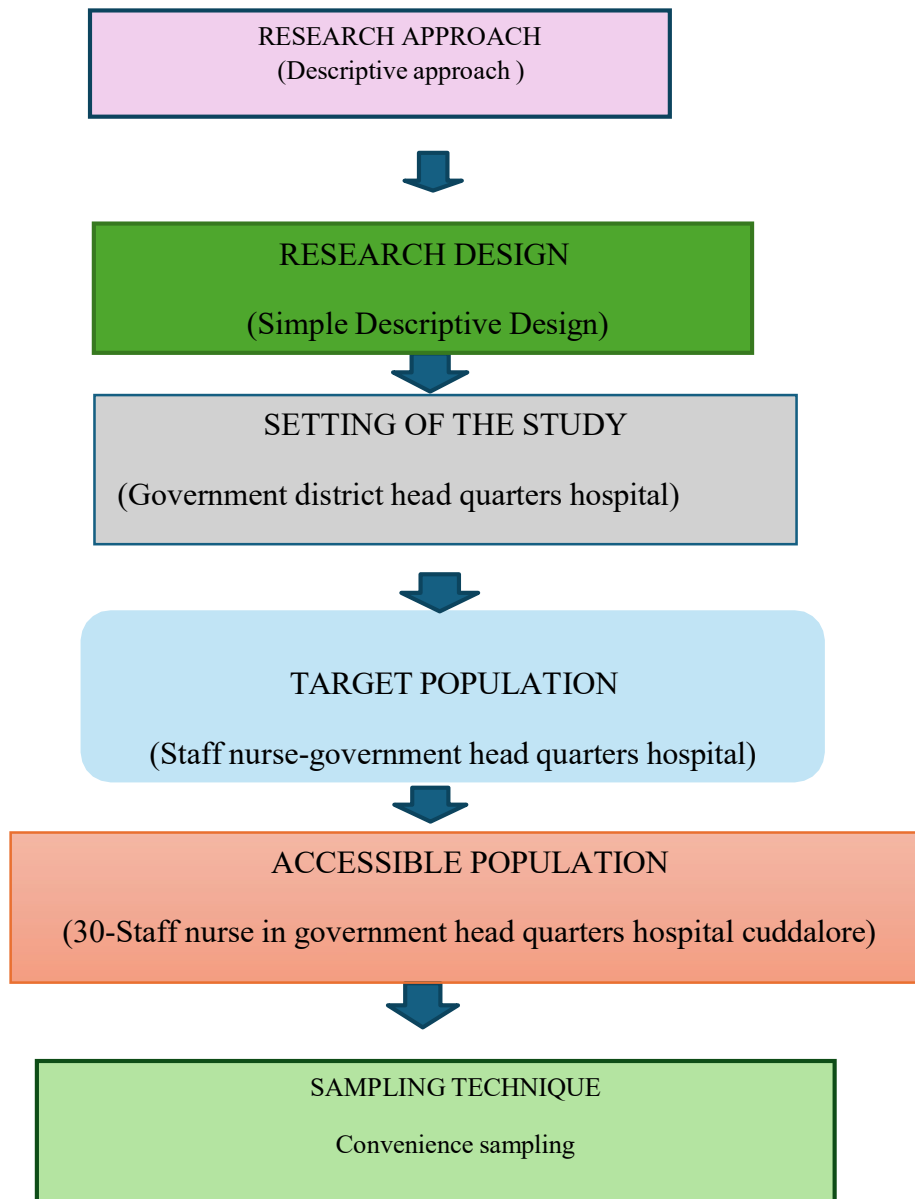 RESEARCH APPROACH
(Descriptive approach )
RESEARCH DESIGN
(Simple Descriptive Design)
SETTING OF THE STUDY
(Government district head quarters hospital)
TARGET POPULATION
(Staff nurse-government head quarters hospital)
ACCESSIBLE POPULATION
(30-Staff nurse in government head quarters hospital cuddalore)
SAMPLING TECHNIQUE
Convenience sampling